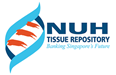 NUH
TISSUE REPOSITORY
Banking Singapore's Future